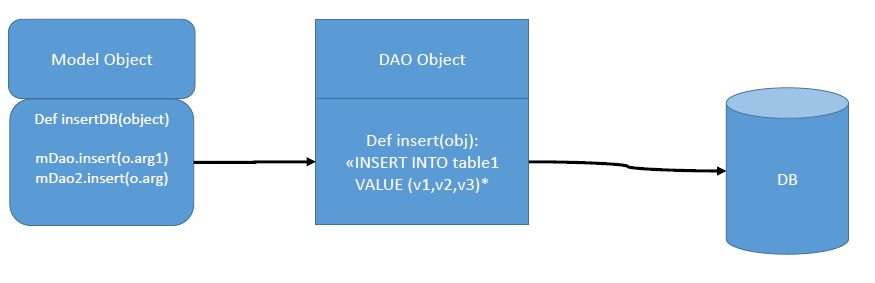 Model Object
Def insertDB(object)
mDao.insert(o.arg1)
mDao2.insert(o.arg)
DAO Object
Def insert(obj):
«INSERT INTO table1
VALUE (v1,v2,v3)*
DB